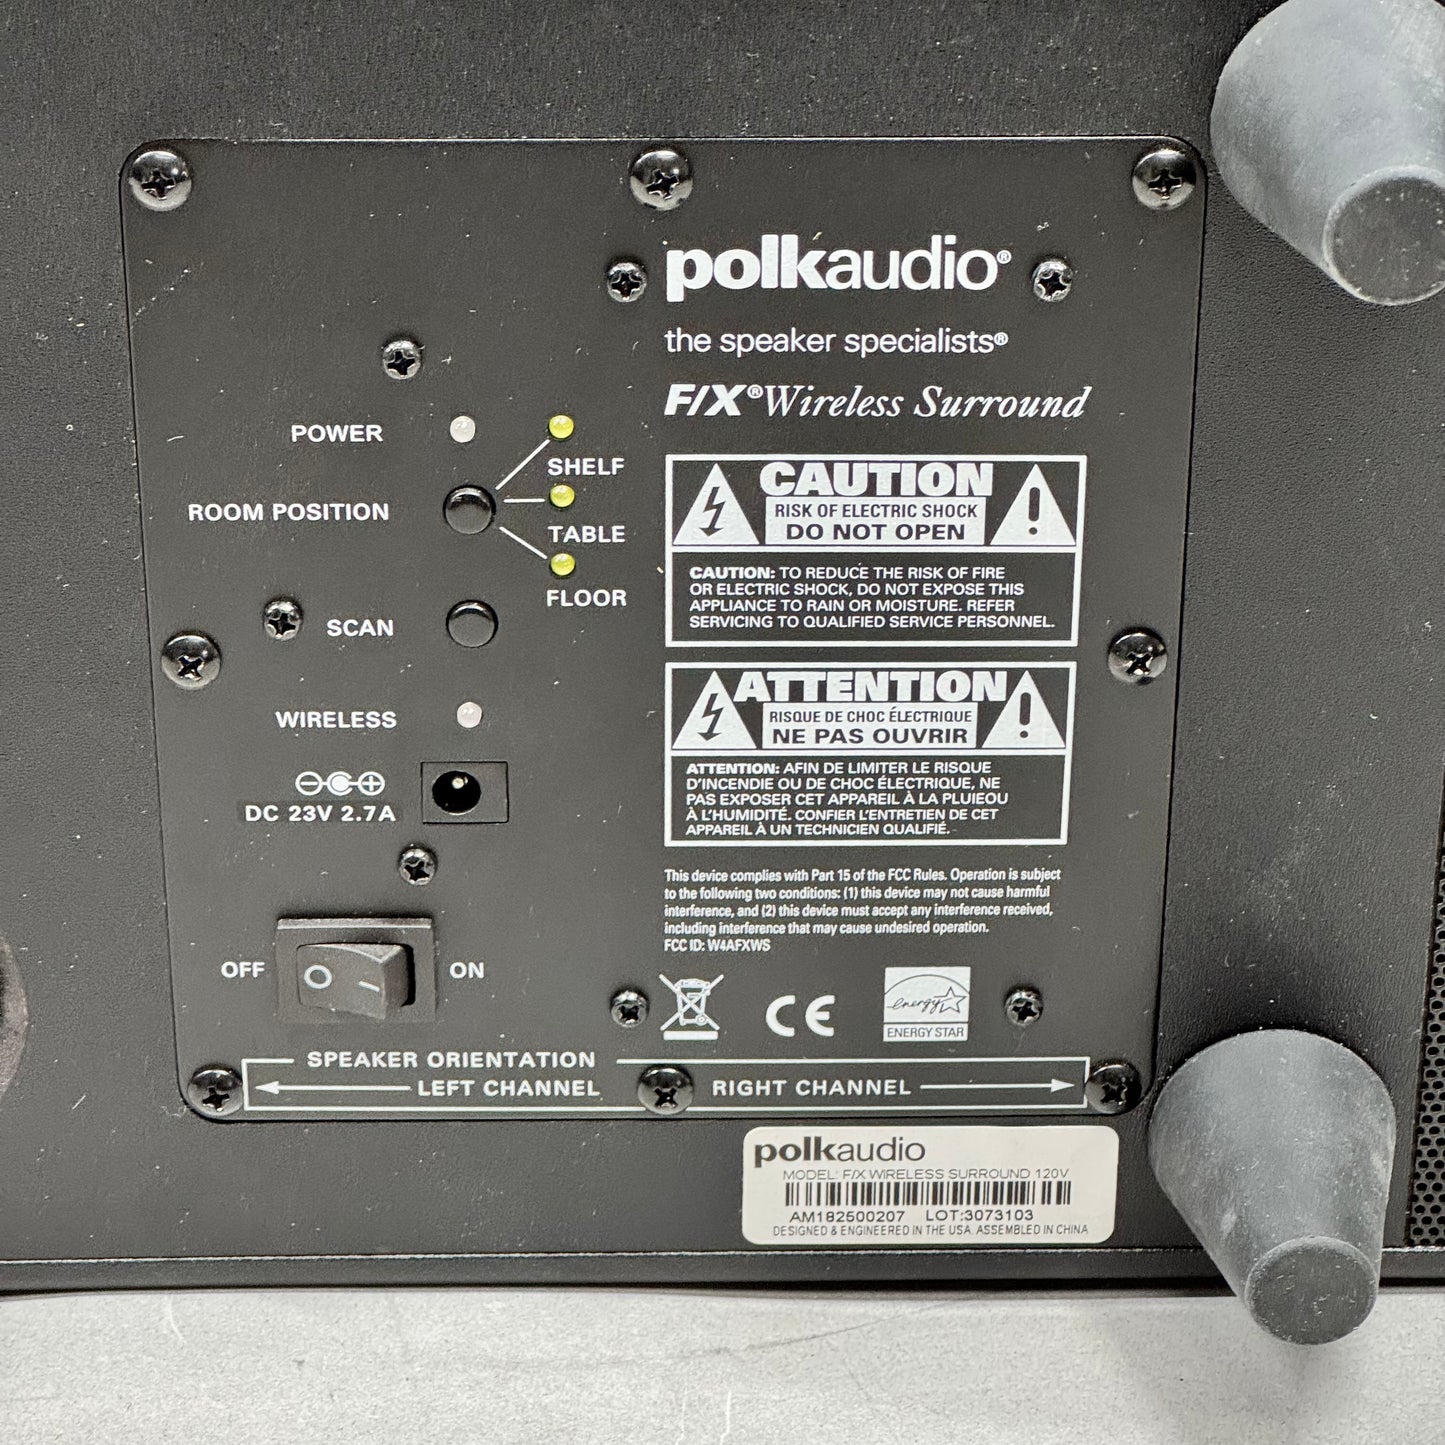 polkaudio®
the speaker specialists®
F/X® Wireless Surround
POWER
SHELF
ROOM POSITION
TABLE
FLOOR
SCAN
WIRELESS
DC 23V 2.7A
OFF
ON
CAUTION
RISK OF ELECTRIC SHOCK
DO NOT OPEN
CAUTION: TO REDUCE THE RISK OF FIRE
OR ELECTRIC SHOCK, DO NOT EXPOSE THIS
APPLIANCE TO RAIN OR MOISTURE. REFER
SERVICING TO QUALIFIED SERVICE PERSONNEL.
ATTENTION
RISQUE DE CHOC ÉLECTRIQUE
NE PAS OUVRIR
ATTENTION: AFIN DE LIMITER LE RISQUE
D'INCENDIE OU DE CHOC ÉLECTRIQUE, NE
PAS EXPOSER CET APPAREIL À LA PLUIEOU
À L'HUMIDITÉ. CONFIER L'ENTRETIEN DE CET
APPAREIL À UN TECHNICIEN QUALIFIÉ.
This device complies with Part 15 of the FCC Rules. Operation is subject
to the following two conditions: (1) this device may not cause harmful
interference, and (2) this device must accept any interference received,
including interference that may cause undesired operation.
FCC ID: W4AFXWS
CE
energy
ENERGY STAR
SPEAKER ORIENTATION
LEFT CHANNEL
RIGHT CHANNEL
polkaudio
MODEL: F/X WIRELESS SURROUND 120V
AM182500207 LOT:3073103
DESIGNED & ENGINEERED IN THE USA. ASSEMBLED IN CHINA